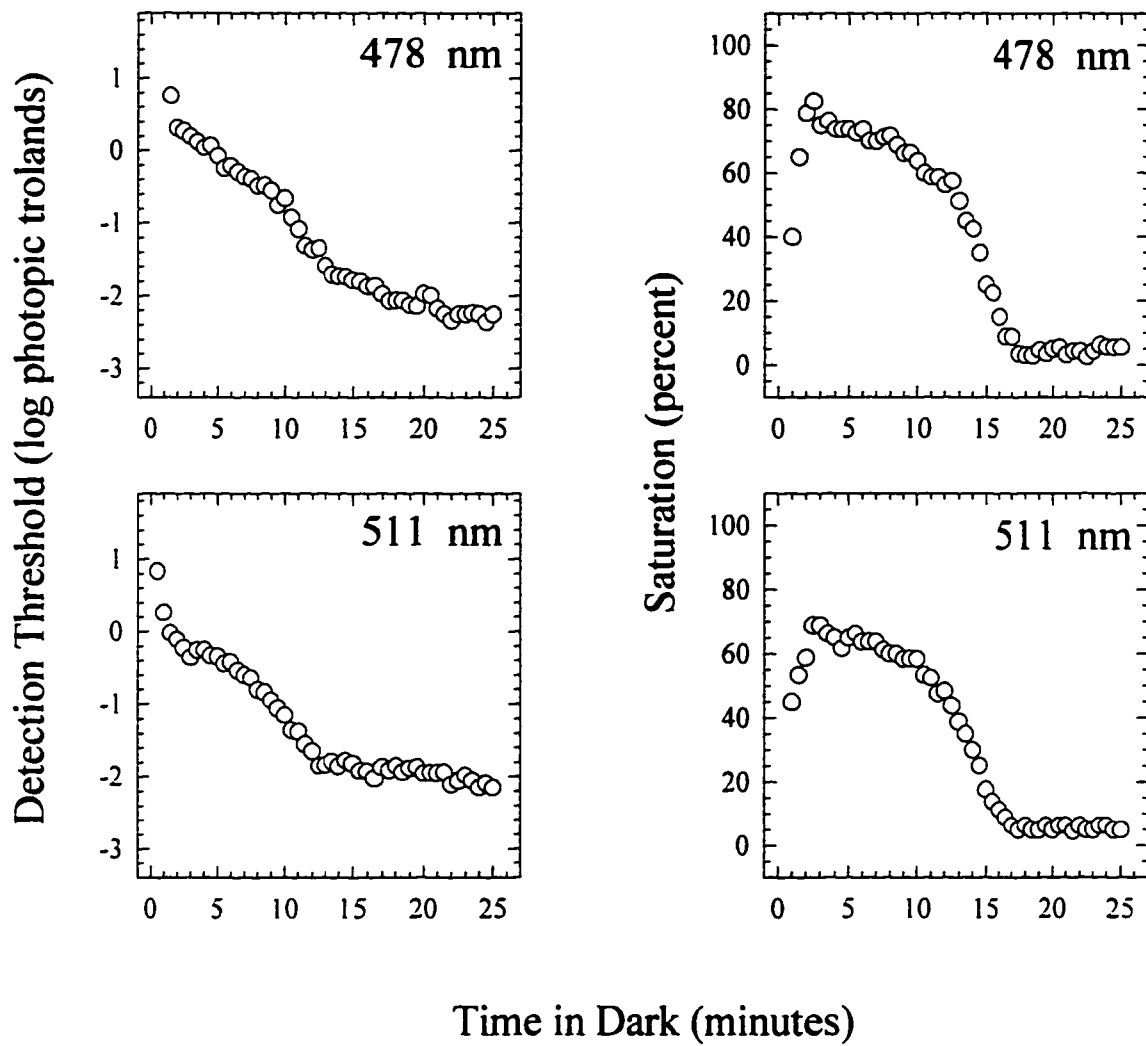 Detection Threshold (log photopic trolands)
478 nm
1
0
-1
-2
-3
0 5 10 15 20 25
511 nm
1
0
-1
-2
-3
0 5 10 15 20 25
Saturation (percent)
478 nm
100
80
60
40
20
0
0 5 10 15 20 25
511 nm
100
80
60
40
20
0
0 5 10 15 20 25
Time in Dark (minutes)